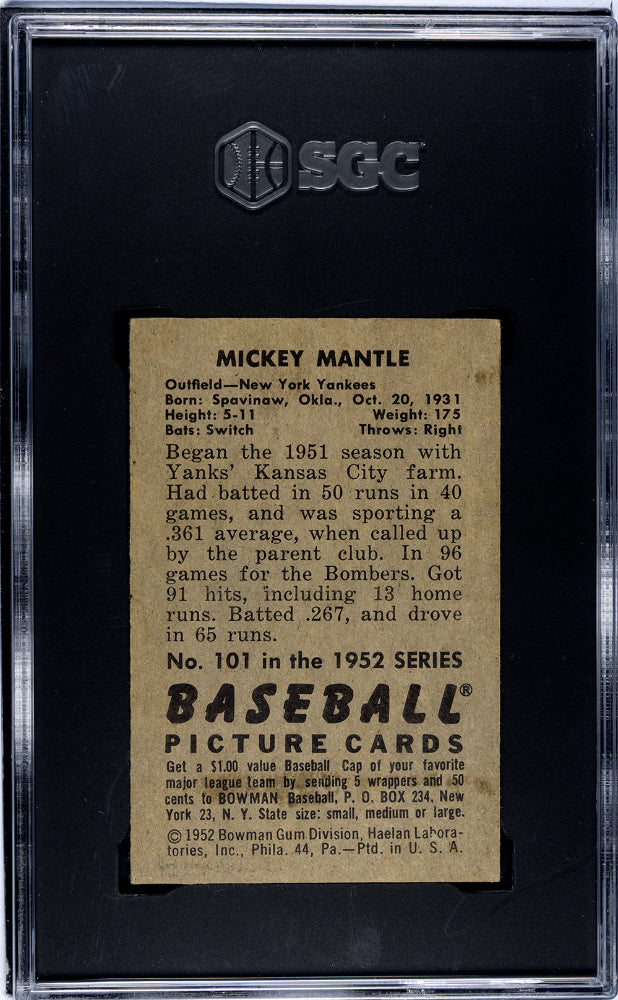 SGC
MICKEY MANTLE
Outfield—New York Yankees
Born: Spavinaw, Okla., Oct. 20, 1931
Height: 5-11 Weight: 175
Bats: Switch Throws: Right
Began the 1951 season with
Yanks' Kansas City farm.
Had batted in 50 runs in 40
games, and was sporting a
.361 average, when called up
by the parent club. In 96
games for the Bombers. Got
91 hits, including 13 home
runs. Batted .267, and drove
in 65 runs.
No. 101 in the 1952 SERIES
BASEBALL®
PICTURE CARDS
Get a $1.00 value Baseball Cap of your favorite
major league team by sending 5 wrappers and 50
cents to BOWMAN Baseball, P. O. BOX 234, New
York 23, N. Y. State size: small, medium or large.
© 1952 Bowman Gum Division, Haelan Labora-
tories, Inc., Phila. 44, Pa.—Ptd. in U. S. A.